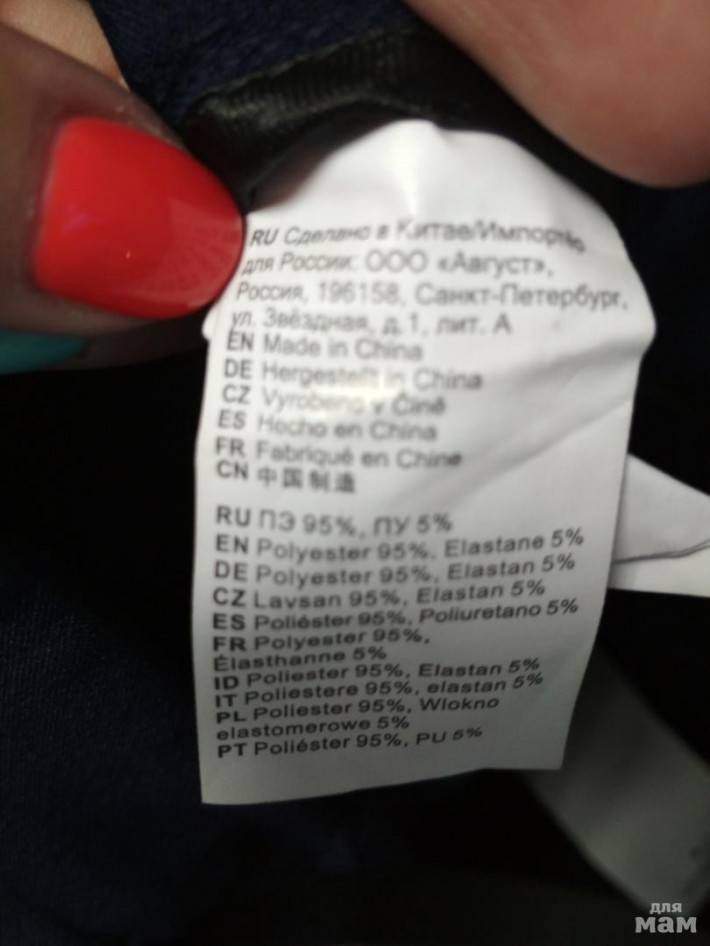 RU Сделано в Китае/Импортёр
для России: ООО «Август»,
Россия, 196158, Санкт-Петербург,
ул. Звёздная, д.1, лит. А
EN Made in China
DE Hergestellt in China
CZ Vyrobeno v Číně
ES Hecho en China
FR Fabriqué en Chine
CN 中国制造
RU ПЭ 95%, ПУ 5%
EN Polyester 95%, Elastane 5%
DE Polyester 95%, Elastan 5%
CZ Lavsan 95%, Elastan 5%
ES Poliéster 95%, Poliuretano 5%
FR Polyester 95%,
Élasthanne 5%
ID Poliester 95%, Elastan 5%
IT Poliestere 95%, elastan 5%
PL Poliester 95%, Wlokno
elastomerowe 5%
PT Poliéster 95%, PU 5%
для
мам